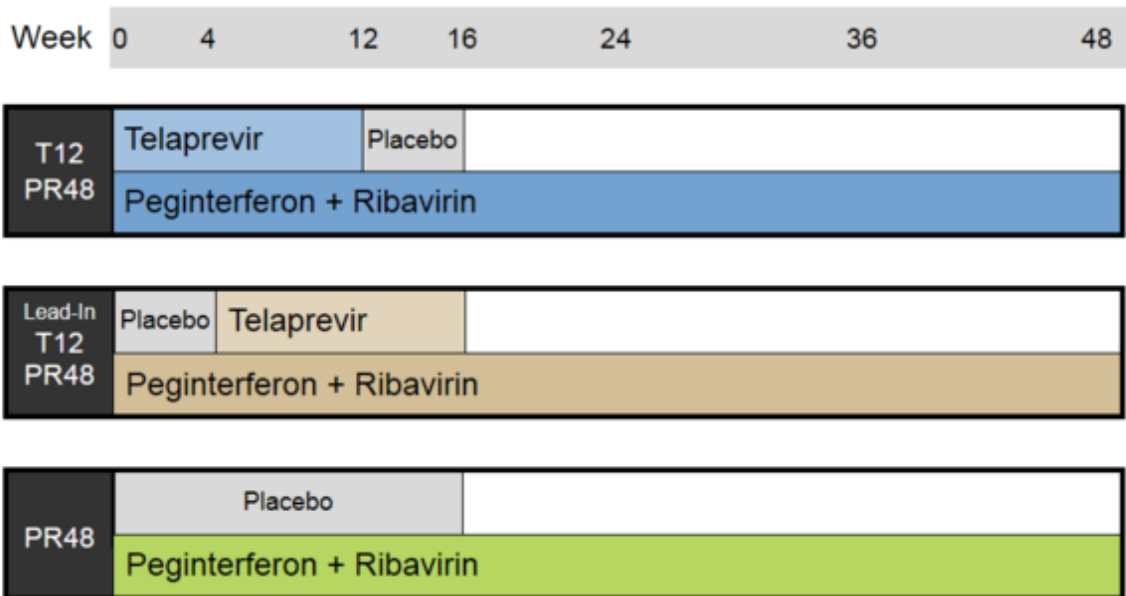 Week 0 4 12 16 24 36 48
T12
PR48
Telaprevir Placebo
Peginterferon + Ribavirin
Lead-In
T12
PR48
Placebo Telaprevir
Peginterferon + Ribavirin
PR48
Placebo
Peginterferon + Ribavirin